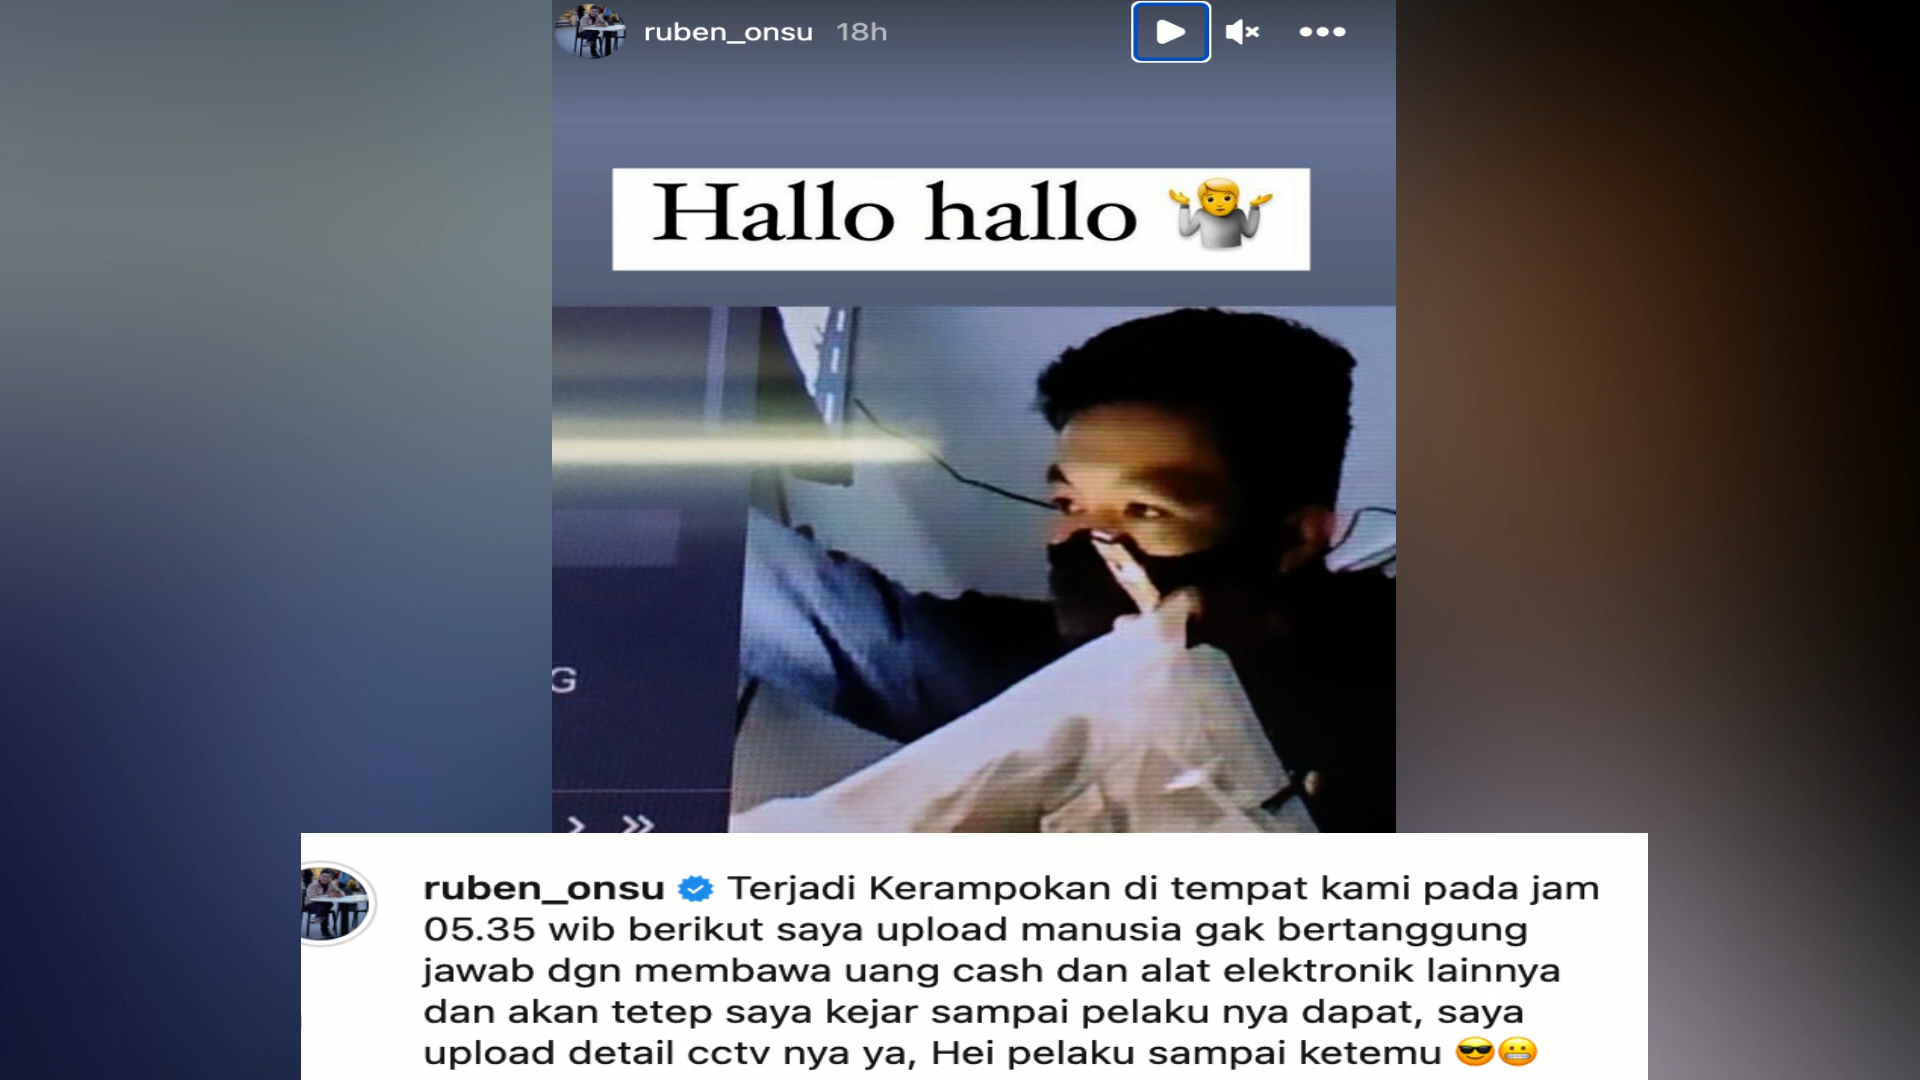 ruben_onsu 18h
Hallo hallo 🤷
G
› »
ruben_onsu Terjadi Kerampokan di tempat kami pada jam
05.35 wib berikut saya upload manusia gak bertanggung
jawab dgn membawa uang cash dan alat elektronik lainnya
dan akan tetep saya kejar sampai pelaku nya dapat, saya
upload detail cctv nya ya, Hei pelaku sampai ketemu 😎😬